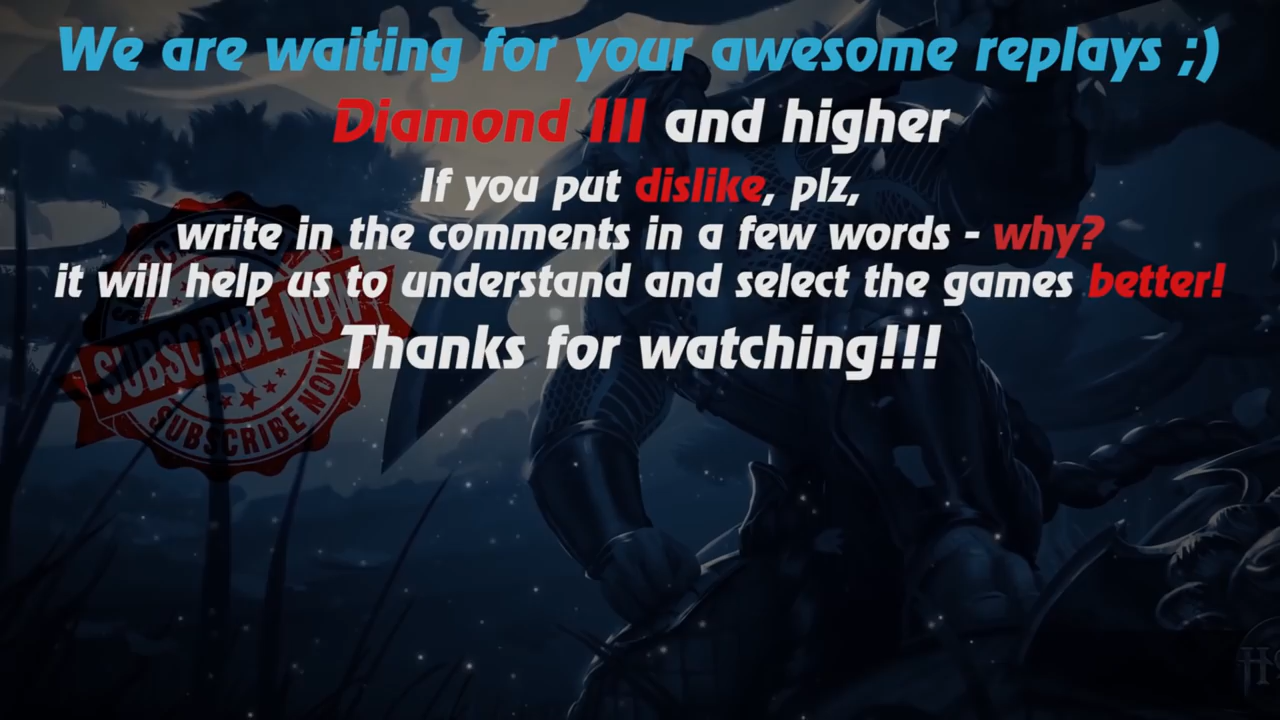 We are waiting for your awesome replays ;)
Diamond III and higher
If you put dislike, plz,
write in the comments in a few words - why?
it will help us to understand and select the games better!
Thanks for watching!!!
SUBSCRIBE NOW
SUBSCRIBE NOW